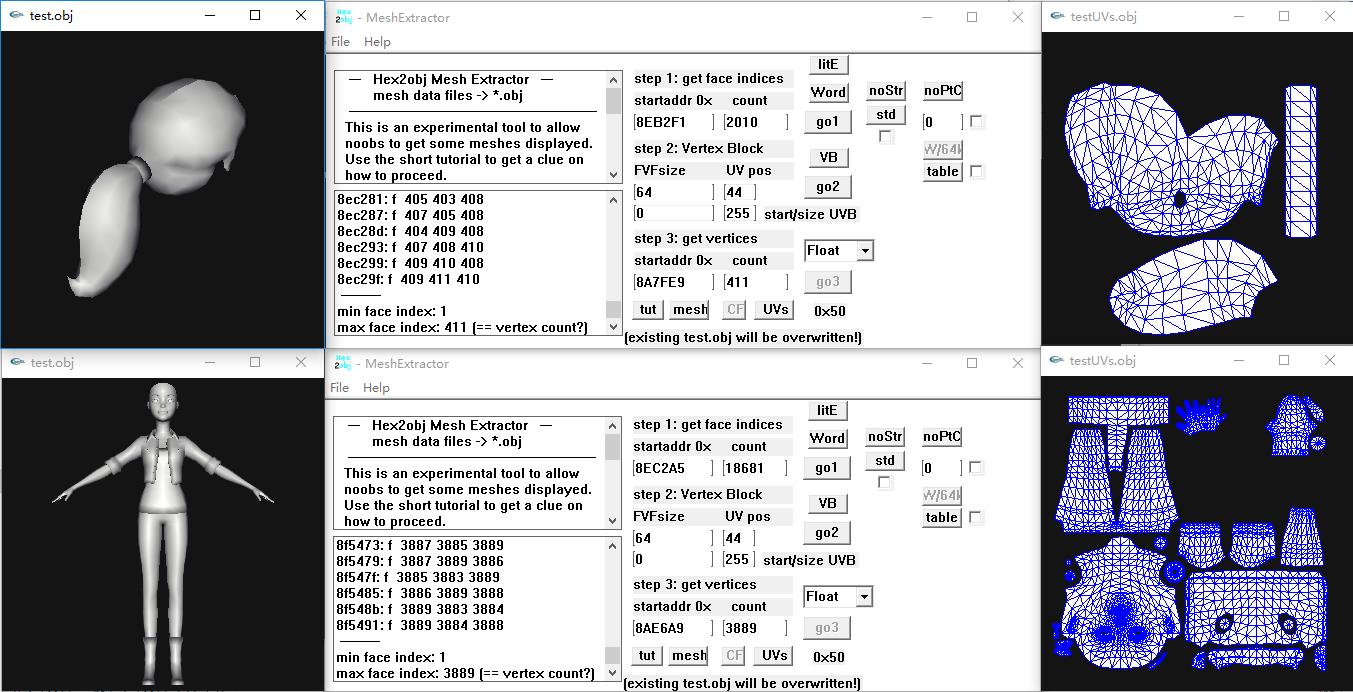 test.obj
Hex
2obj - MeshExtractor
File Help
— Hex2obj Mesh Extractor —
mesh data files -> *.obj
This is an experimental tool to allow
noobs to get some meshes displayed.
Use the short tutorial to get a clue on
how to proceed.
8ec281: f 405 403 408
8ec287: f 407 405 408
8ec28d: f 404 409 408
8ec293: f 407 408 410
8ec299: f 409 410 408
8ec29f: f 409 411 410
min face index: 1
max face index: 411 (== vertex count?)
step 1: get face indices
startaddr 0x count
[8EB2F1 ] [2010 ]
step 2: Vertex Block
FVFsize UV pos
[64 ] [44 ]
[0 ] [255 ] start/size UVB
step 3: get vertices
startaddr 0x count
[8A7FE9 ] [411 ]
tut mesh CF UVs 0x50
(existing test.obj will be overwritten!)
litE
Word
go1
VB
go2
Float
go3
noStr
std
noPtC
[0 ]
W/64k
table
testUVs.obj
test.obj
Hex
2obj - MeshExtractor
File Help
— Hex2obj Mesh Extractor —
mesh data files -> *.obj
This is an experimental tool to allow
noobs to get some meshes displayed.
Use the short tutorial to get a clue on
how to proceed.
8f5473: f 3887 3885 3889
8f5479: f 3887 3889 3886
8f547f: f 3885 3883 3889
8f5485: f 3886 3889 3888
8f548b: f 3889 3883 3884
8f5491: f 3889 3884 3888
min face index: 1
max face index: 3889 (== vertex count?)
step 1: get face indices
startaddr 0x count
[8EC2A5 ] [18681 ]
step 2: Vertex Block
FVFsize UV pos
[64 ] [44 ]
[0 ] [255 ] start/size UVB
step 3: get vertices
startaddr 0x count
[8AE6A9 ] [3889 ]
tut mesh CF UVs 0x50
(existing test.obj will be overwritten!)
litE
Word
go1
VB
go2
Float
go3
noStr
std
noPtC
[0 ]
W/64k
table
testUVs.obj